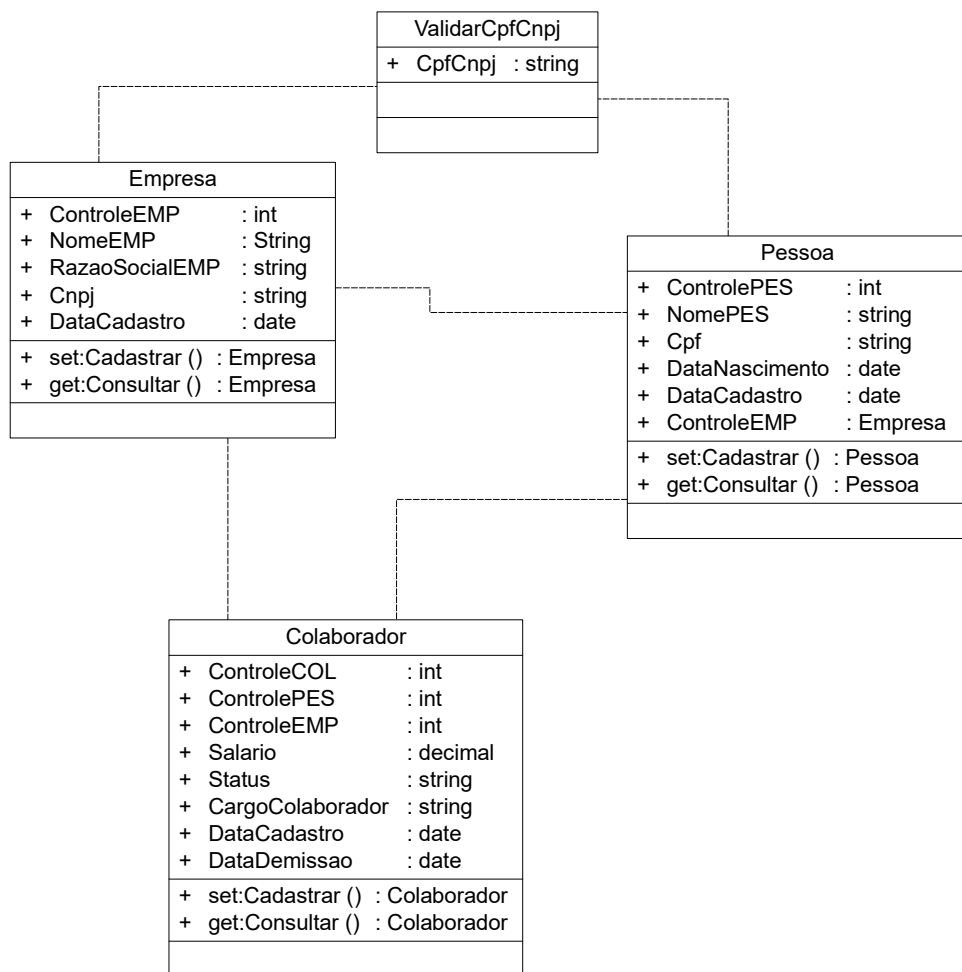 ValidarCpfCnpj
+ CpfCnpj : string
Empresa
+ ControleEMP : int
+ NomeEMP : String
+ RazaoSocialEMP : string
+ Cnpj : string
+ DataCadastro : date
+ set:Cadastrar () : Empresa
+ get:Consultar () : Empresa
Pessoa
+ ControlePES : int
+ NomePES : string
+ Cpf : string
+ DataNascimento : date
+ DataCadastro : date
+ ControleEMP : Empresa
+ set:Cadastrar () : Pessoa
+ get:Consultar () : Pessoa
Colaborador
+ ControleCOL : int
+ ControlePES : int
+ ControleEMP : int
+ Salario : decimal
+ Status : string
+ CargoColaborador : string
+ DataCadastro : date
+ DataDemissao : date
+ set:Cadastrar () : Colaborador
+ get:Consultar () : Colaborador